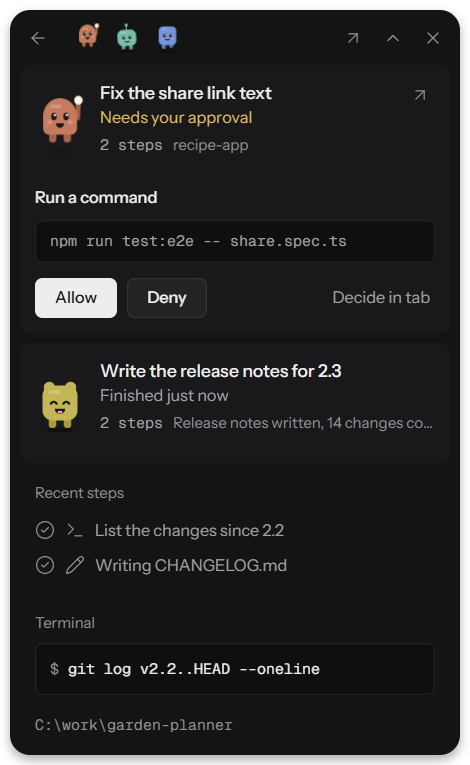 Fix the share link text
Needs your approval
2 steps recipe-app
Run a command
npm run test:e2e -- share.spec.ts
Allow Deny Decide in tab
Write the release notes for 2.3
Finished just now
2 steps Release notes written, 14 changes co...
Recent steps
List the changes since 2.2
Writing CHANGELOG.md
Terminal
$ git log v2.2..HEAD --oneline
C:\work\garden-planner